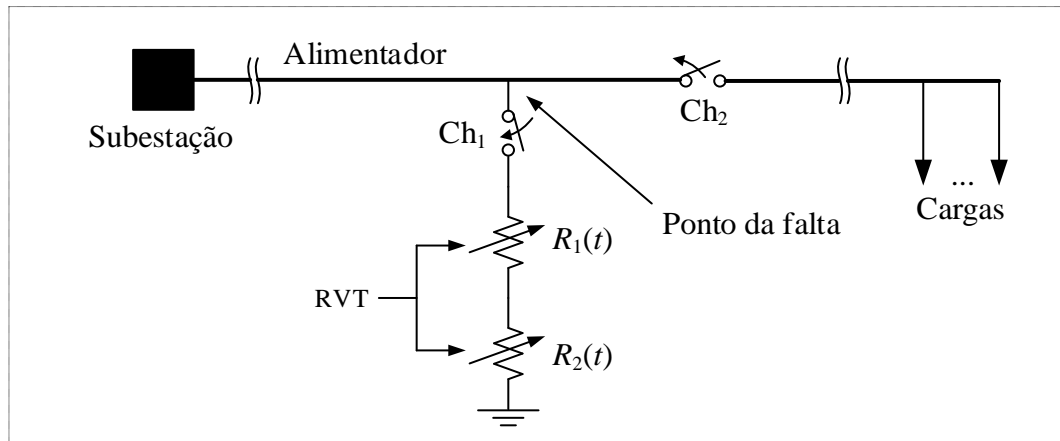 Alimentador
Subestação
Ch1
Ch2
...
Cargas
Ponto da falta
R1(t)
RVT
R2(t)